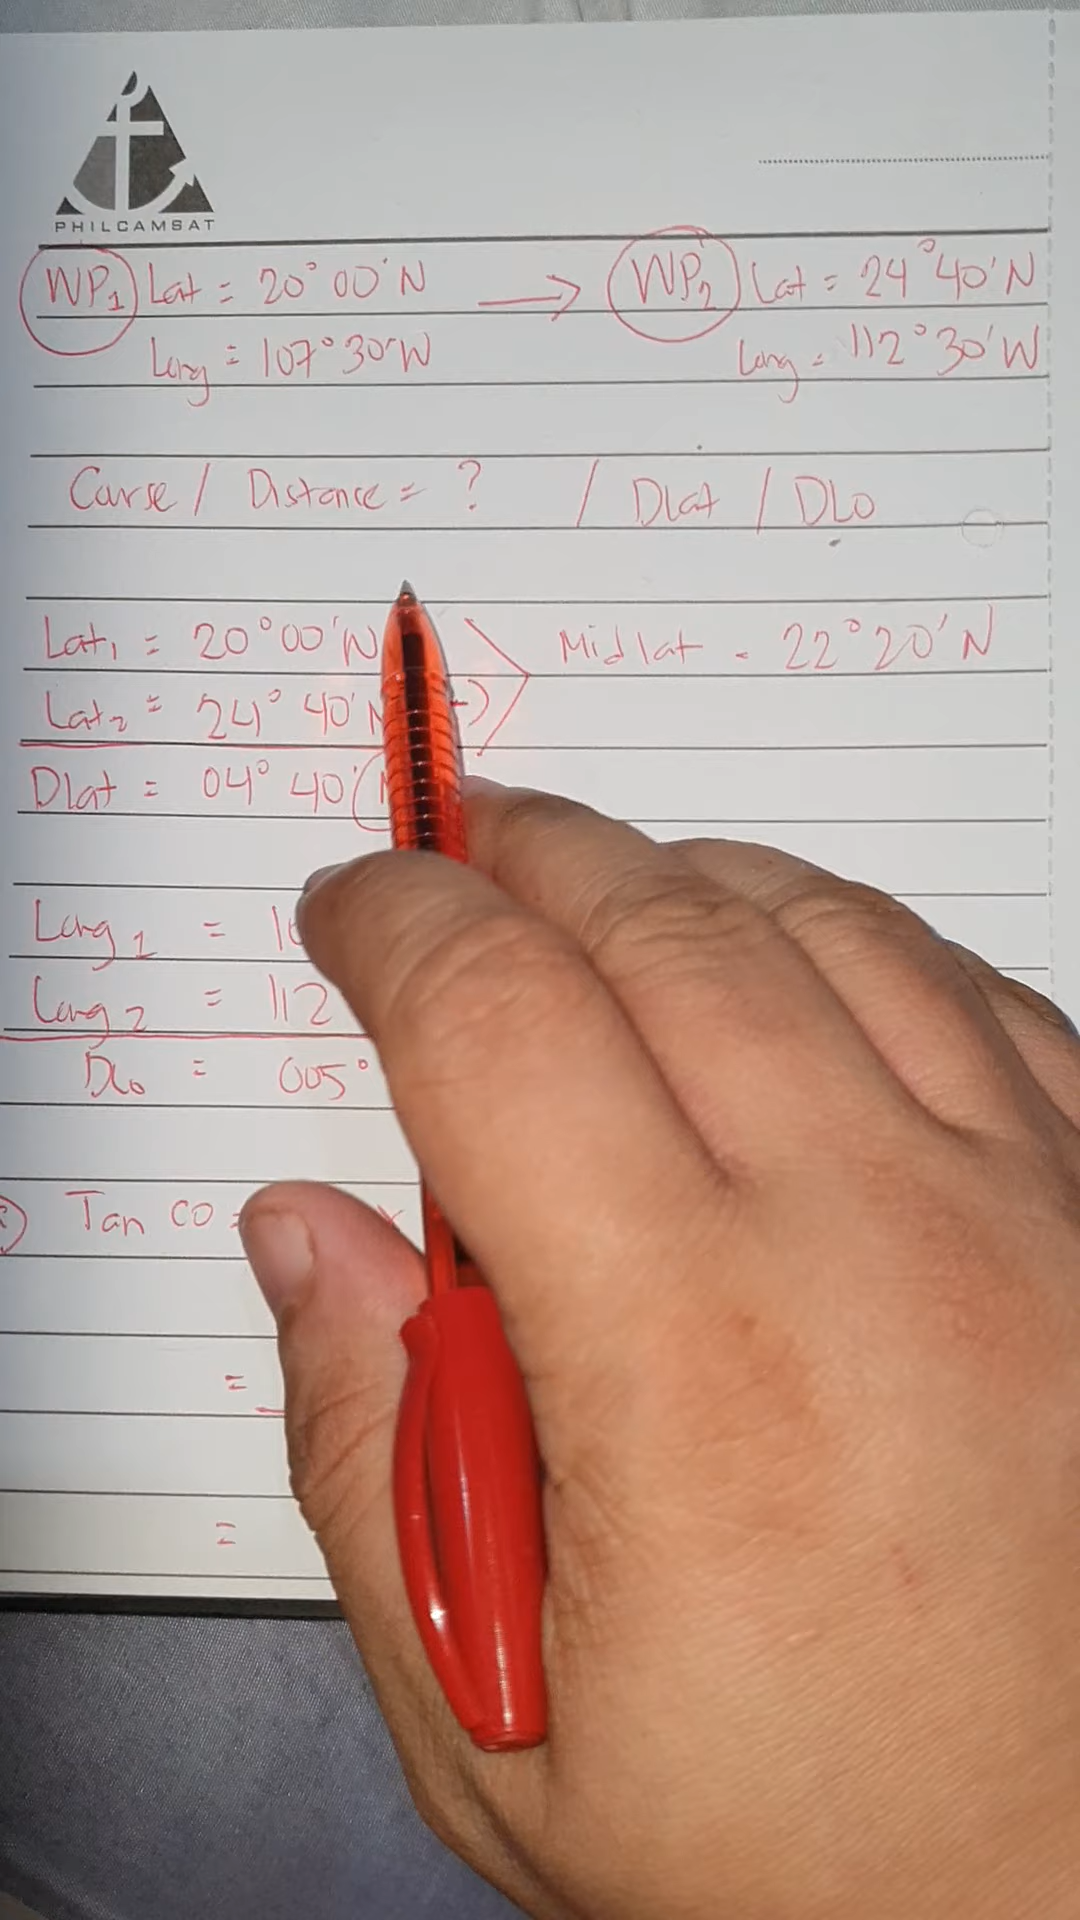 PHILCAMSAT
WP1 Lat = 20° 00' N → WP2 Lat = 24° 40' N
Long = 107° 30' W Long = 112° 30' W
Course / Distance = ? / Dlat / DLo
Lat1 = 20° 00' N Mid lat = 22° 20' N
Lat2 = 24° 40' N -)
Dlat = 04° 40'
Long 1 =
Long 2 = 112
DLo = 005°
Tan CO = x
=
=